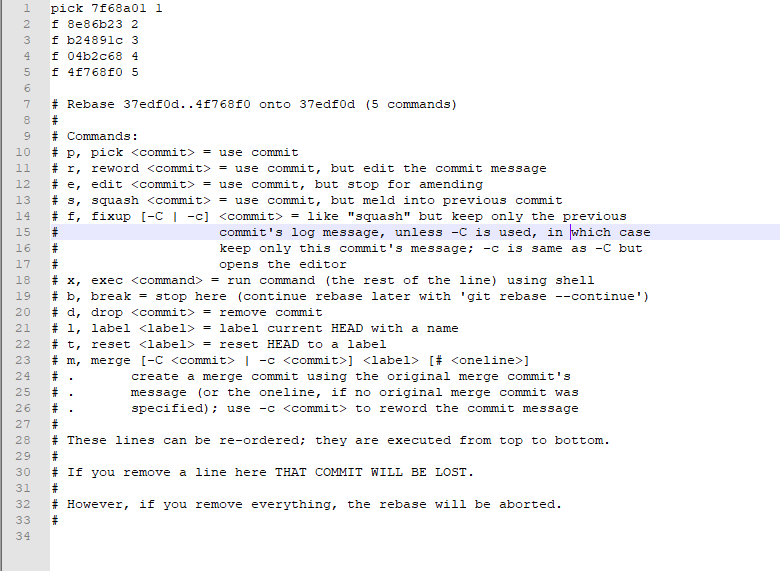 1 pick 7f68a01 1
2 f 8e86b23 2
3 f b24891c 3
4 f 04b2c68 4
5 f 4f768f0 5
6
7 # Rebase 37edf0d..4f768f0 onto 37edf0d (5 commands)
8 #
9 # Commands:
10 # p, pick <commit> = use commit
11 # r, reword <commit> = use commit, but edit the commit message
12 # e, edit <commit> = use commit, but stop for amending
13 # s, squash <commit> = use commit, but meld into previous commit
14 # f, fixup [-C | -c] <commit> = like "squash" but keep only the previous
15 #                    commit's log message, unless -C is used, in which case
16 #                    keep only this commit's message; -c is same as -C but
17 #                    opens the editor
18 # x, exec <command> = run command (the rest of the line) using shell
19 # b, break = stop here (continue rebase later with 'git rebase --continue')
20 # d, drop <commit> = remove commit
21 # l, label <label> = label current HEAD with a name
22 # t, reset <label> = reset HEAD to a label
23 # m, merge [-C <commit> | -c <commit>] <label> [# <oneline>]
24 # .       create a merge commit using the original merge commit's
25 # .       message (or the oneline, if no original merge commit was
26 # .       specified); use -c <commit> to reword the commit message
27 #
28 # These lines can be re-ordered; they are executed from top to bottom.
29 #
30 # If you remove a line here THAT COMMIT WILL BE LOST.
31 #
32 # However, if you remove everything, the rebase will be aborted.
33 #
34